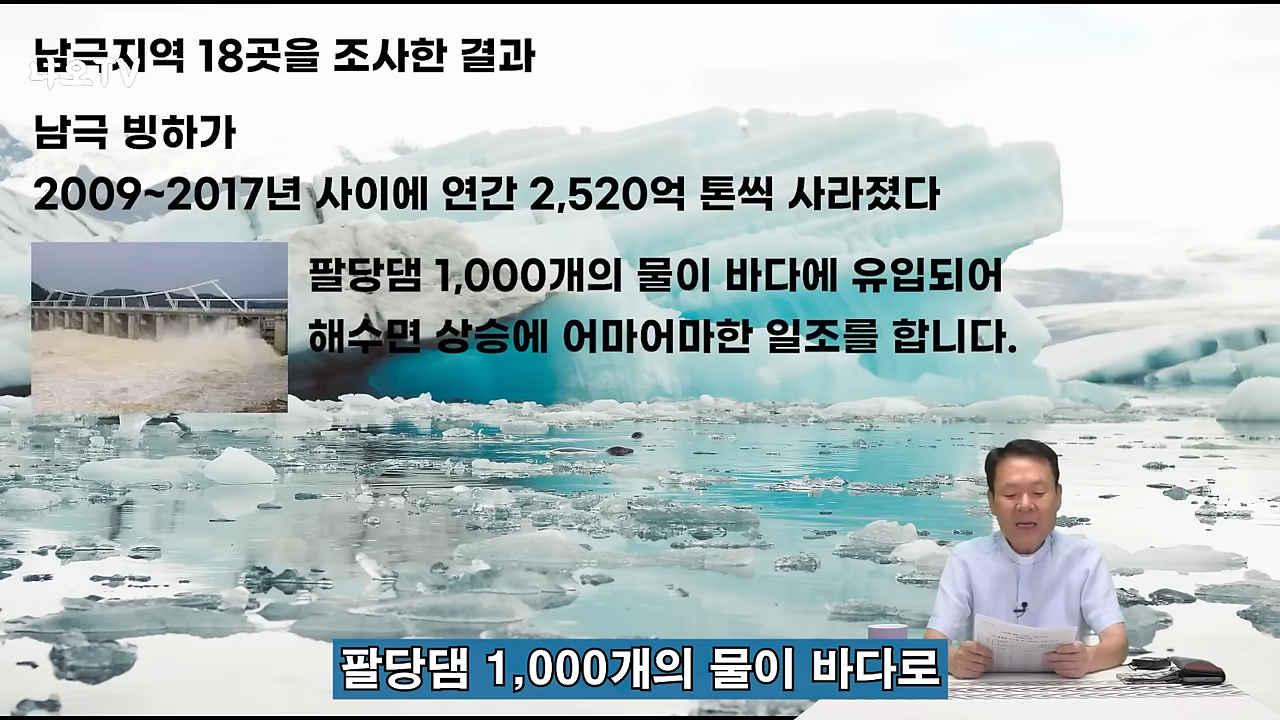 남극지역 18곳을 조사한 결과
나오TV
남극 빙하가
2009~2017년 사이에 연간 2,520억 톤씩 사라졌다
팔당댐 1,000개의 물이 바다에 유입되어
해수면 상승에 어마어마한 일조를 합니다.
팔당댐 1,000개의 물이 바다로